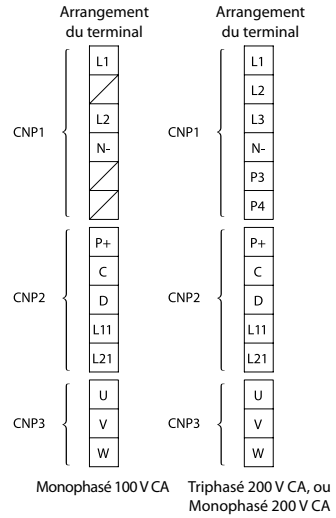 Arrangement
du terminal
CNP1
L1
L2
N-
CNP2
P+
C
D
L11
L21
CNP3
U
V
W
Monophasé 100 V CA
Arrangement
du terminal
CNP1
L1
L2
L3
N-
P3
P4
CNP2
P+
C
D
L11
L21
CNP3
U
V
W
Triphasé 200 V CA, ou
Monophasé 200 V CA